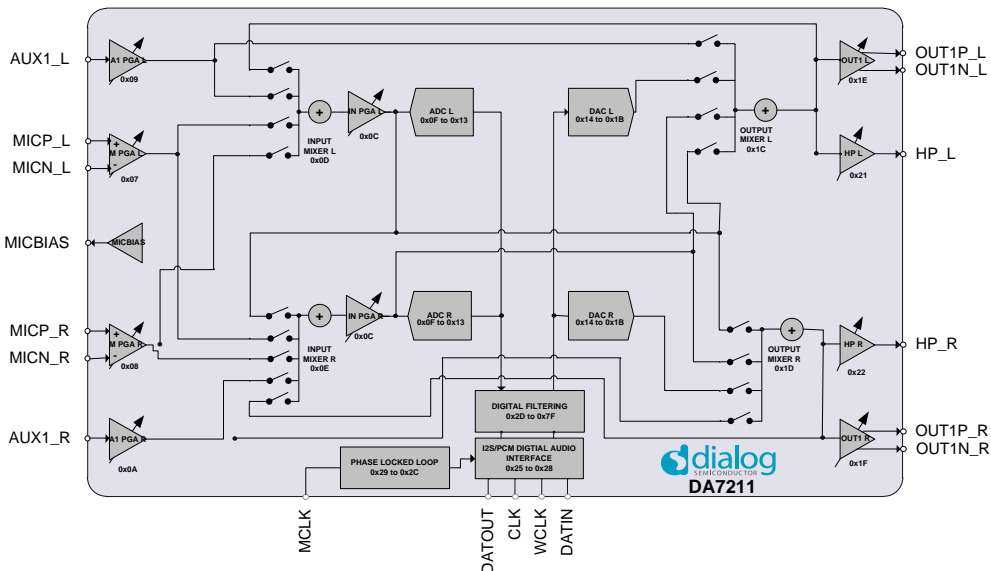 AUX1_L
A1 PGA L
0x09
MICP_L
MICN_L
+
M PGA L
-
0x07
MICBIAS
MICBIAS
MICP_R
MICN_R
+
M PGA R
-
0x08
AUX1_R
A1 PGA R
0x0A
+
INPUT
MIXER L
0x0D
IN PGA L
0x0C
ADC L
0x0F to 0x13
DAC L
0x14 to 0x1B
+
OUTPUT
MIXER L
0x1C
OUT1 L
0x1E
OUT1P_L
OUT1N_L
HP L
0x21
HP_L
+
INPUT
MIXER R
0x0E
IN PGA R
0x0C
ADC R
0x0F to 0x13
DAC R
0x14 to 0x1B
+
OUTPUT
MIXER R
0x1D
HP R
0x22
HP_R
OUT1 R
0x1F
OUT1P_R
OUT1N_R
DIGITAL FILTERING
0x2D to 0x7F
PHASE LOCKED LOOP
0x29 to 0x2C
I2S/PCM DIGTIAL AUDIO
INTERFACE
0x25 to 0x28
dialog
SEMICONDUCTOR
DA7211
MCLK
DATOUT
CLK
WCLK
DATIN